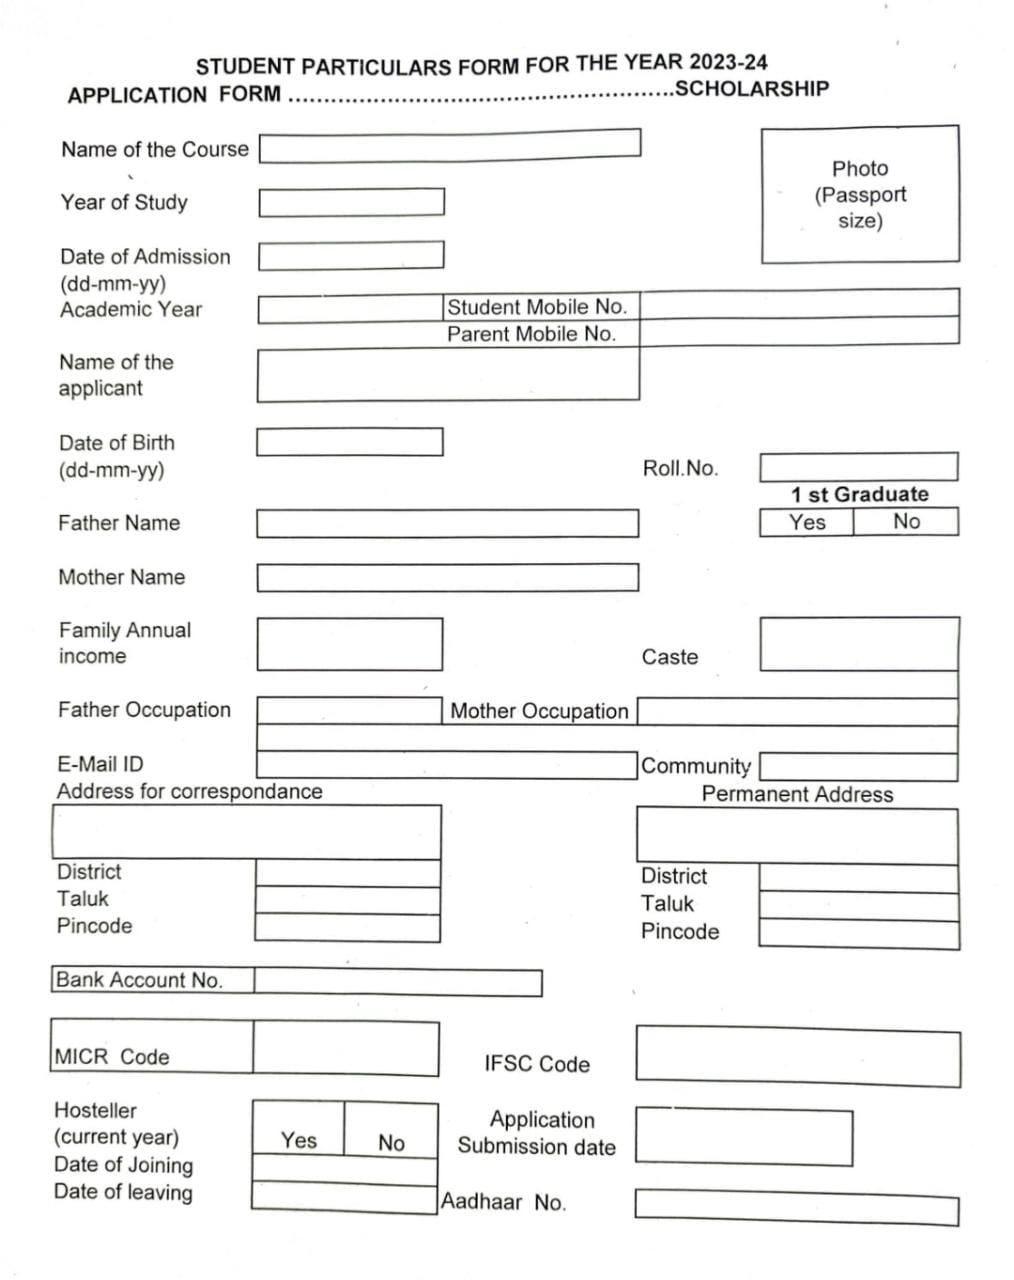 STUDENT PARTICULARS FORM FOR THE YEAR 2023-24
APPLICATION FORM ......................................................SCHOLARSHIP
Name of the Course
Photo
(Passport
size)
Year of Study
Date of Admission
(dd-mm-yy)
Academic Year Student Mobile No.
Parent Mobile No.
Name of the
applicant
Date of Birth
(dd-mm-yy)
Roll.No.
1 st Graduate
Father Name Yes No
Mother Name
Family Annual
income Caste
Father Occupation Mother Occupation
E-Mail ID Community
Address for correspondance Permanent Address
District District
Taluk Taluk
Pincode Pincode
Bank Account No.
MICR Code IFSC Code
Hosteller Application
(current year) Yes No Submission date
Date of Joining
Date of leaving Aadhaar No.